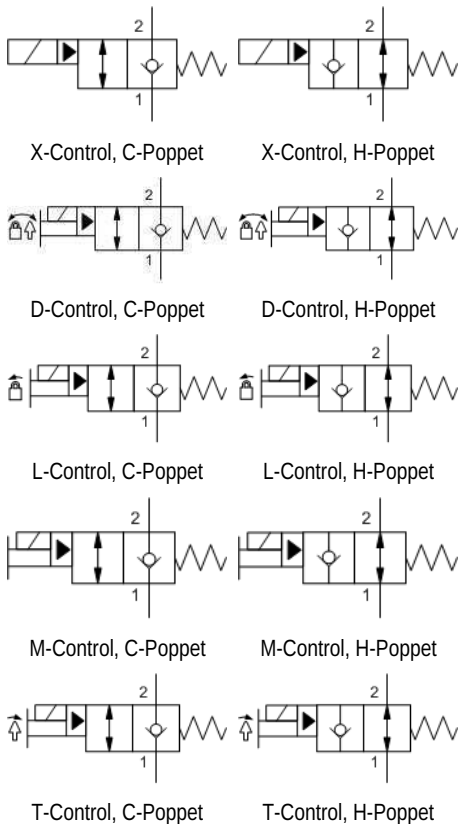 2 2
1 1
X-Control, C-Poppet X-Control, H-Poppet
2 2
1 1
D-Control, C-Poppet D-Control, H-Poppet
2 2
1 1
L-Control, C-Poppet L-Control, H-Poppet
2 2
1 1
M-Control, C-Poppet M-Control, H-Poppet
2 2
1 1
T-Control, C-Poppet T-Control, H-Poppet